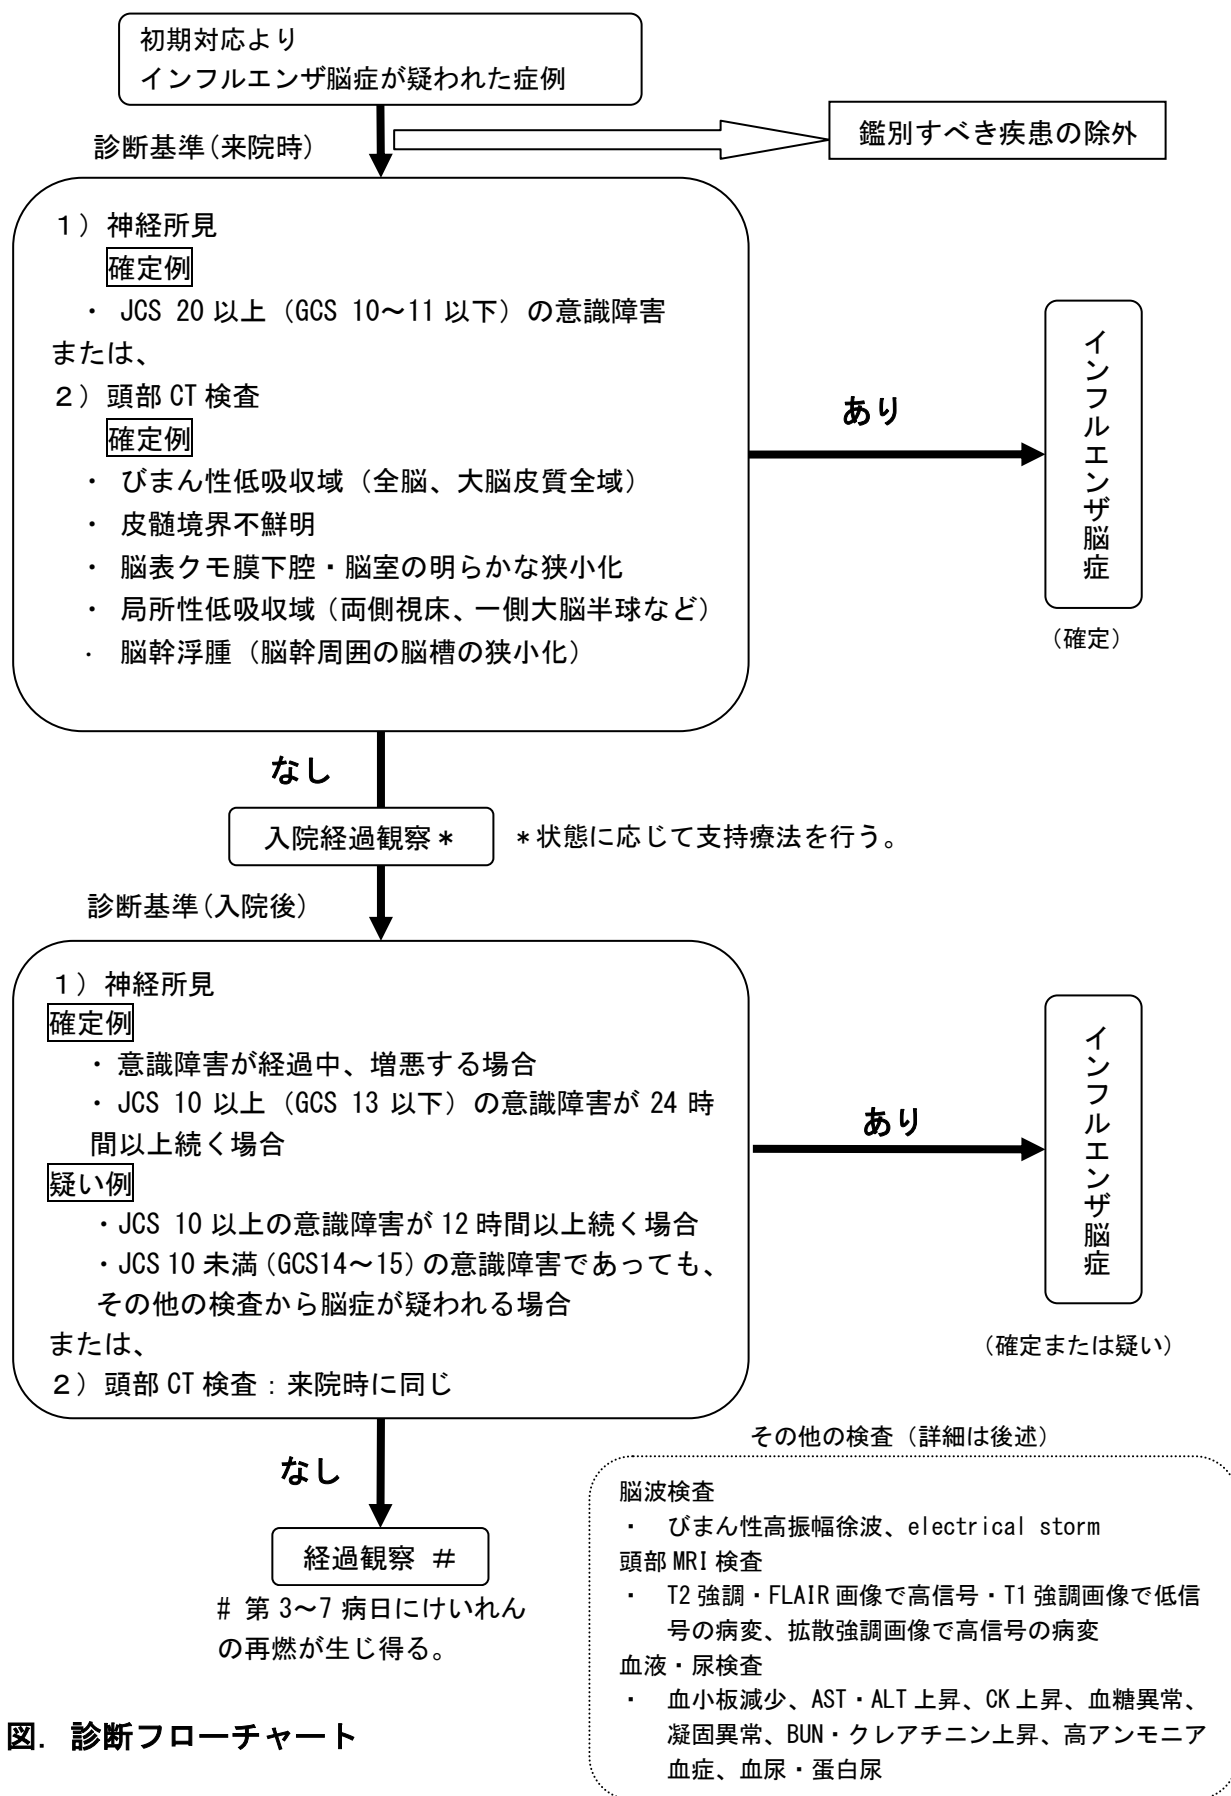 初期対応より
インフルエンザ脳症が疑われた症例
診断基準(来院時)
鑑別すべき疾患の除外
1）神経所見
確定例
・ JCS 20 以上（GCS 10～11 以下）の意識障害
または、
2）頭部 CT 検査
確定例
・ びまん性低吸収域（全脳、大脳皮質全域）
・ 皮髄境界不鮮明
・ 脳表クモ膜下腔・脳室の明らかな狭小化
・ 局所性低吸収域（両側視床、一側大脳半球など）
・ 脳幹浮腫（脳幹周囲の脳槽の狭小化）
あり
インフルエンザ脳症
（確定）
なし
入院経過観察＊
＊状態に応じて支持療法を行う。
診断基準(入院後)
1）神経所見
確定例
・ 意識障害が経過中、増悪する場合
・ JCS 10 以上（GCS 13 以下）の意識障害が 24 時
間以上続く場合
疑い例
・JCS 10 以上の意識障害が 12 時間以上続く場合
・JCS 10 未満(GCS14～15)の意識障害であっても、
その他の検査から脳症が疑われる場合
または、
2）頭部 CT 検査：来院時に同じ
あり
インフルエンザ脳症
（確定または疑い）
なし
経過観察 ＃
# 第 3～7 病日にけいれん
の再燃が生じ得る。
その他の検査（詳細は後述）
脳波検査
・ びまん性高振幅徐波、electrical storm
頭部 MRI 検査
・ T2 強調・FLAIR 画像で高信号・T1 強調画像で低信
号の病変、拡散強調画像で高信号の病変
血液・尿検査
・ 血小板減少、AST・ALT 上昇、CK 上昇、血糖異常、
凝固異常、BUN・クレアチニン上昇、高アンモニア
血症、血尿・蛋白尿
図. 診断フローチャート